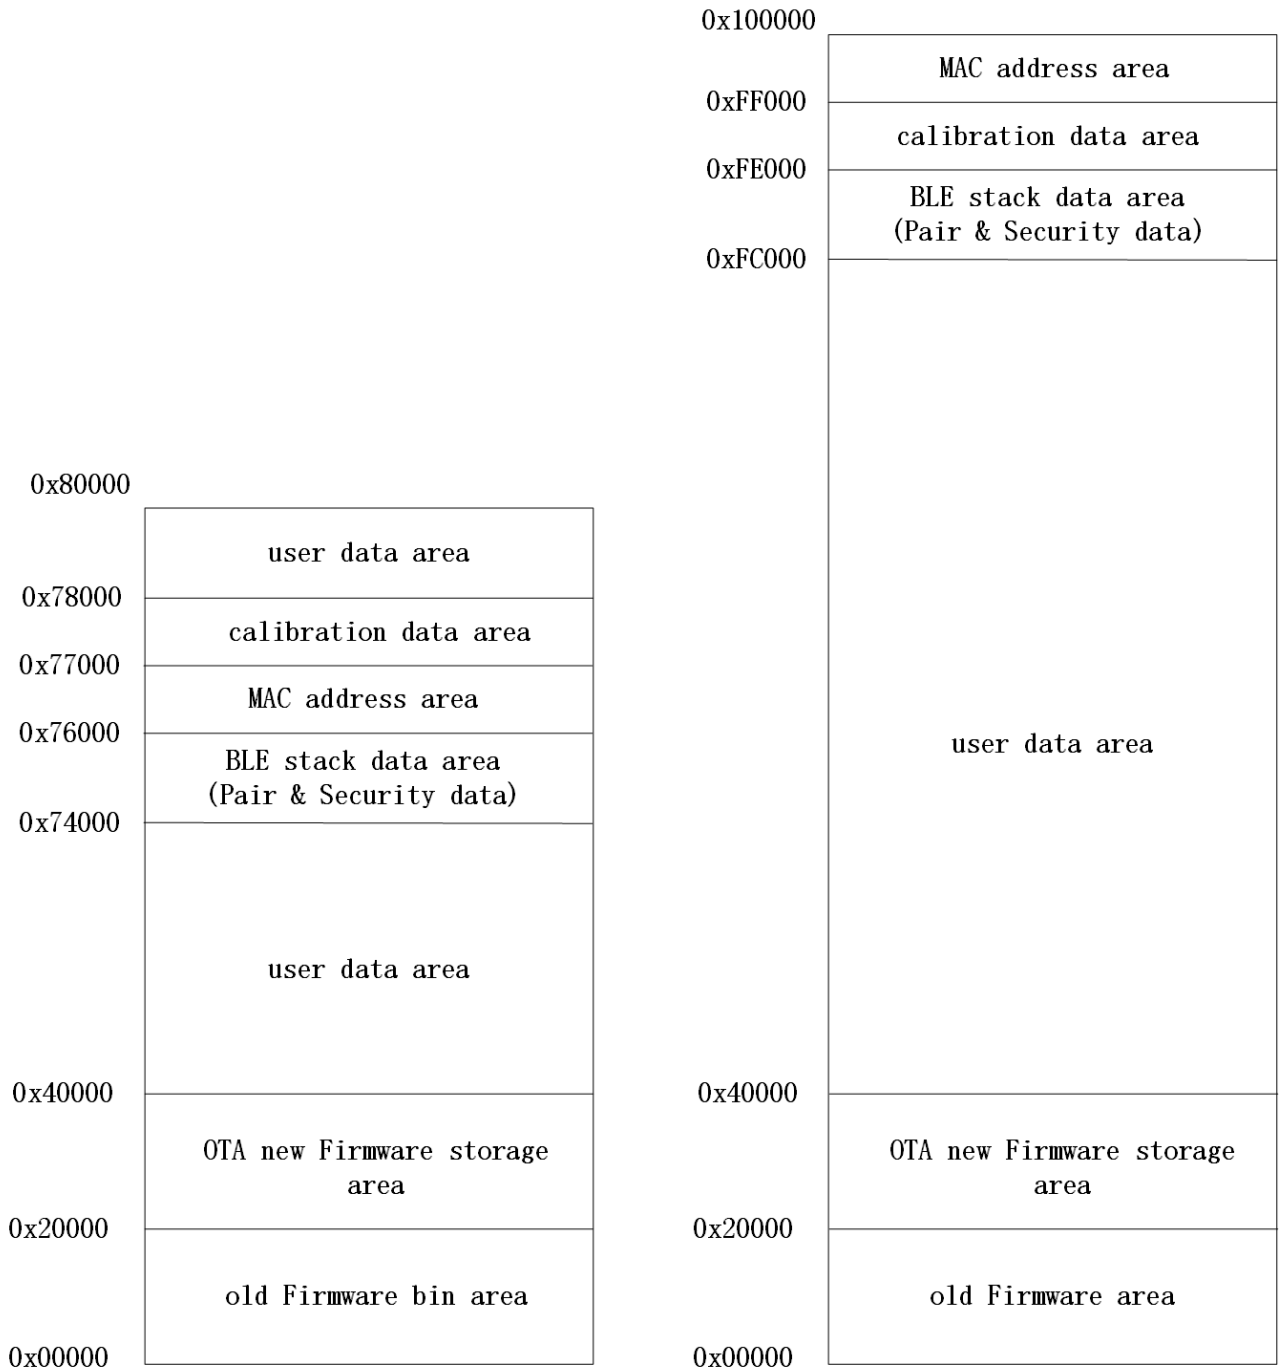 0x100000
MAC address area
0xFF000
calibration data area
0xFE000
BLE stack data area
(Pair & Security data)
0xFC000
user data area
0x40000
OTA new Firmware storage
area
0x20000
old Firmware area
0x00000
0x80000
user data area
0x78000
calibration data area
0x77000
MAC address area
0x76000
BLE stack data area
(Pair & Security data)
0x74000
user data area
0x40000
OTA new Firmware storage
area
0x20000
old Firmware bin area
0x00000